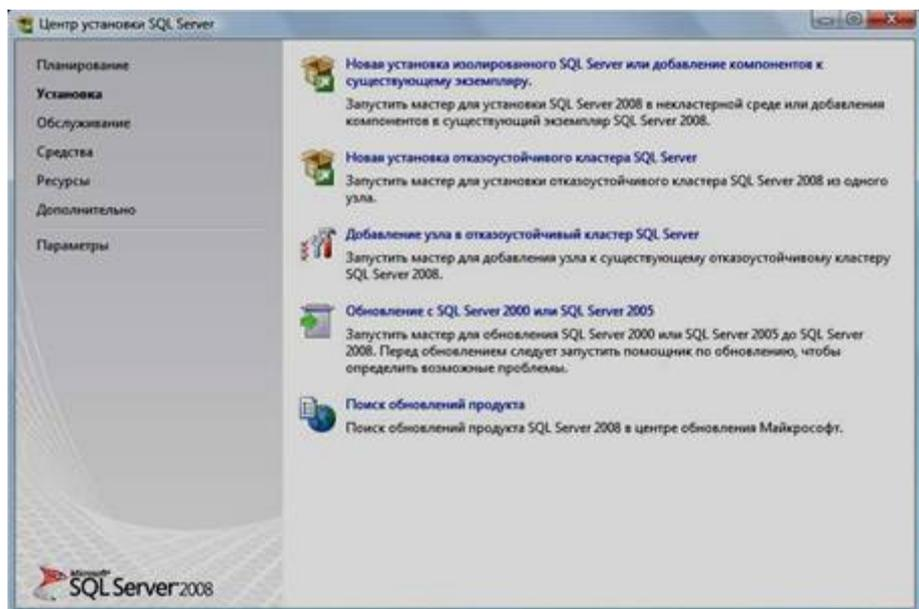 Центр установки SQL Server
Планирование
Установка
Обслуживание
Средства
Ресурсы
Дополнительно
Параметры
Новая установка изолированного SQL Server или добавление компонентов к
существующему экземпляру.
Запустить мастер для установки SQL Server 2008 в некластерной среде или добавления
компонентов в существующий экземпляр SQL Server 2008.
Новая установка отказоустойчивого кластера SQL Server
Запустить мастер для установки отказоустойчивого кластера SQL Server 2008 из одного
узла.
Добавление узла в отказоустойчивый кластер SQL Server
Запустить мастер для добавления узла к существующему отказоустойчивому кластеру
SQL Server 2008.
Обновление с SQL Server 2000 или SQL Server 2005
Запустить мастер для обновления SQL Server 2000 или SQL Server 2005 до SQL Server
2008. Перед обновлением следует запустить помощник по обновлению, чтобы
определить возможные проблемы.
Поиск обновлений продукта
Поиск обновлений продукта SQL Server 2008 в центре обновления Майкрософт.
Microsoft
SQL Server 2008